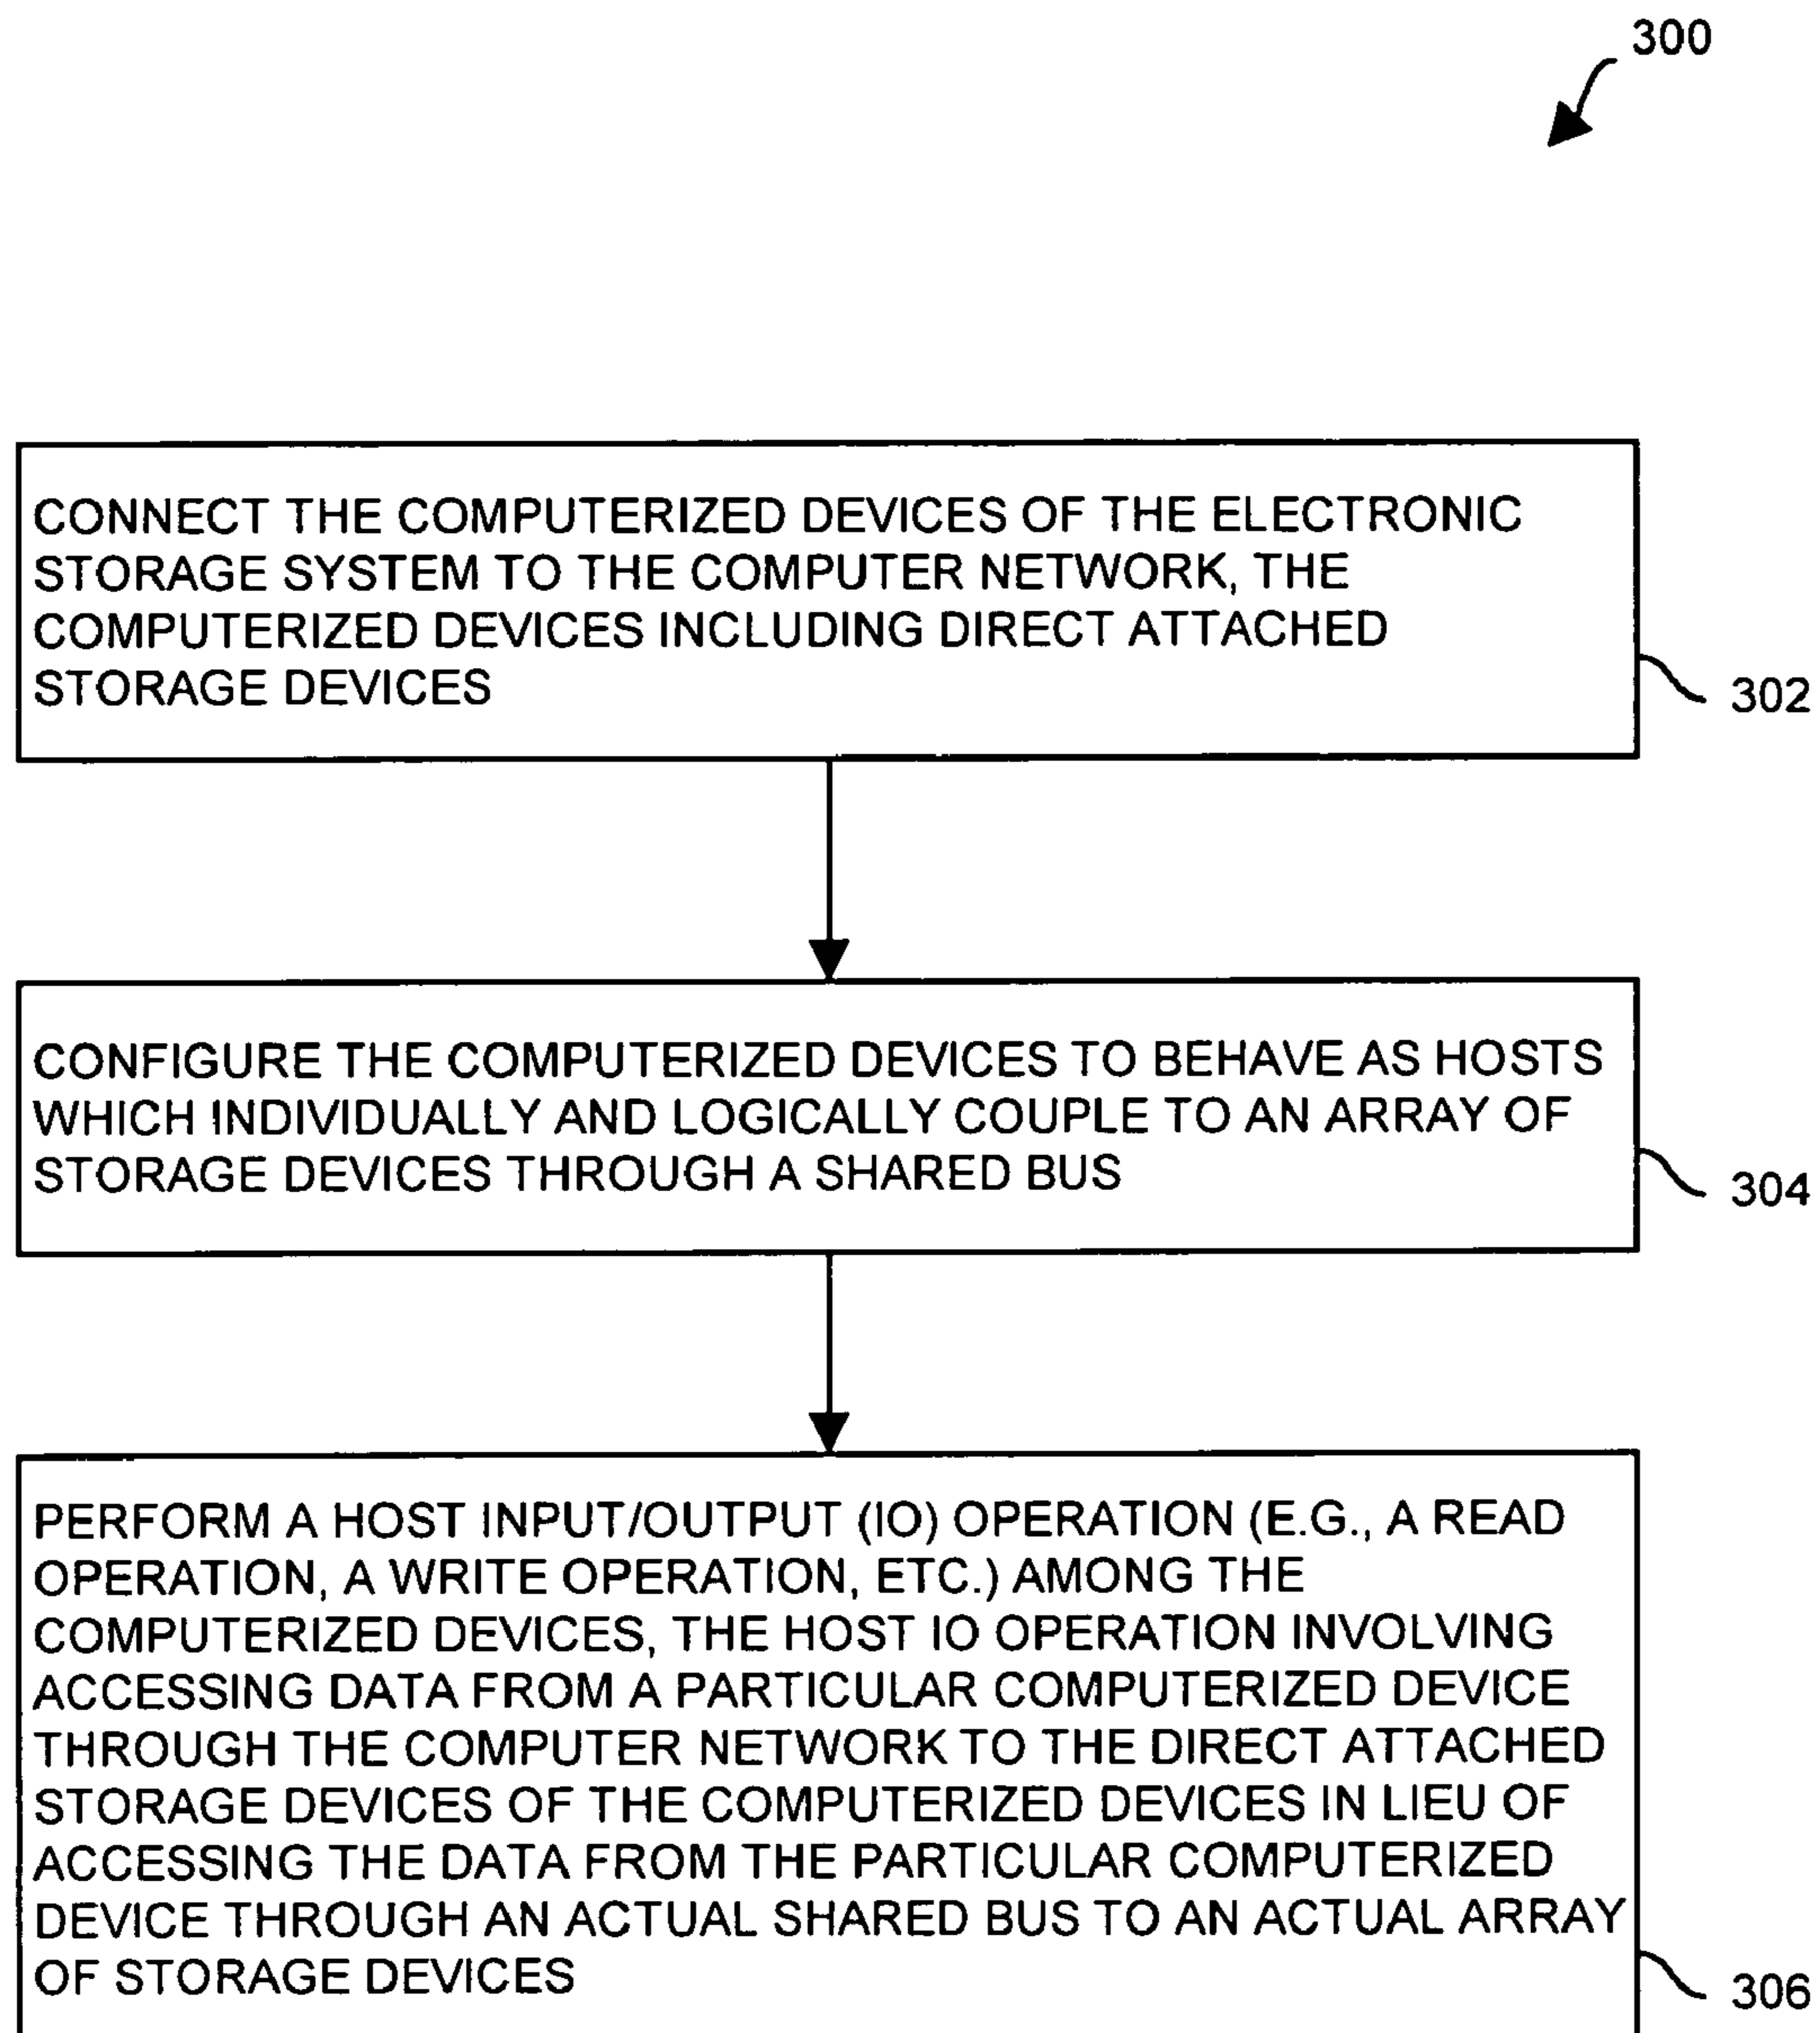 300
CONNECT THE COMPUTERIZED DEVICES OF THE ELECTRONIC
STORAGE SYSTEM TO THE COMPUTER NETWORK, THE
COMPUTERIZED DEVICES INCLUDING DIRECT ATTACHED
STORAGE DEVICES
302
CONFIGURE THE COMPUTERIZED DEVICES TO BEHAVE AS HOSTS
WHICH INDIVIDUALLY AND LOGICALLY COUPLE TO AN ARRAY OF
STORAGE DEVICES THROUGH A SHARED BUS
304
PERFORM A HOST INPUT/OUTPUT (IO) OPERATION (E.G., A READ
OPERATION, A WRITE OPERATION, ETC.) AMONG THE
COMPUTERIZED DEVICES, THE HOST IO OPERATION INVOLVING
ACCESSING DATA FROM A PARTICULAR COMPUTERIZED DEVICE
THROUGH THE COMPUTER NETWORK TO THE DIRECT ATTACHED
STORAGE DEVICES OF THE COMPUTERIZED DEVICES IN LIEU OF
ACCESSING THE DATA FROM THE PARTICULAR COMPUTERIZED
DEVICE THROUGH AN ACTUAL SHARED BUS TO AN ACTUAL ARRAY
OF STORAGE DEVICES
306